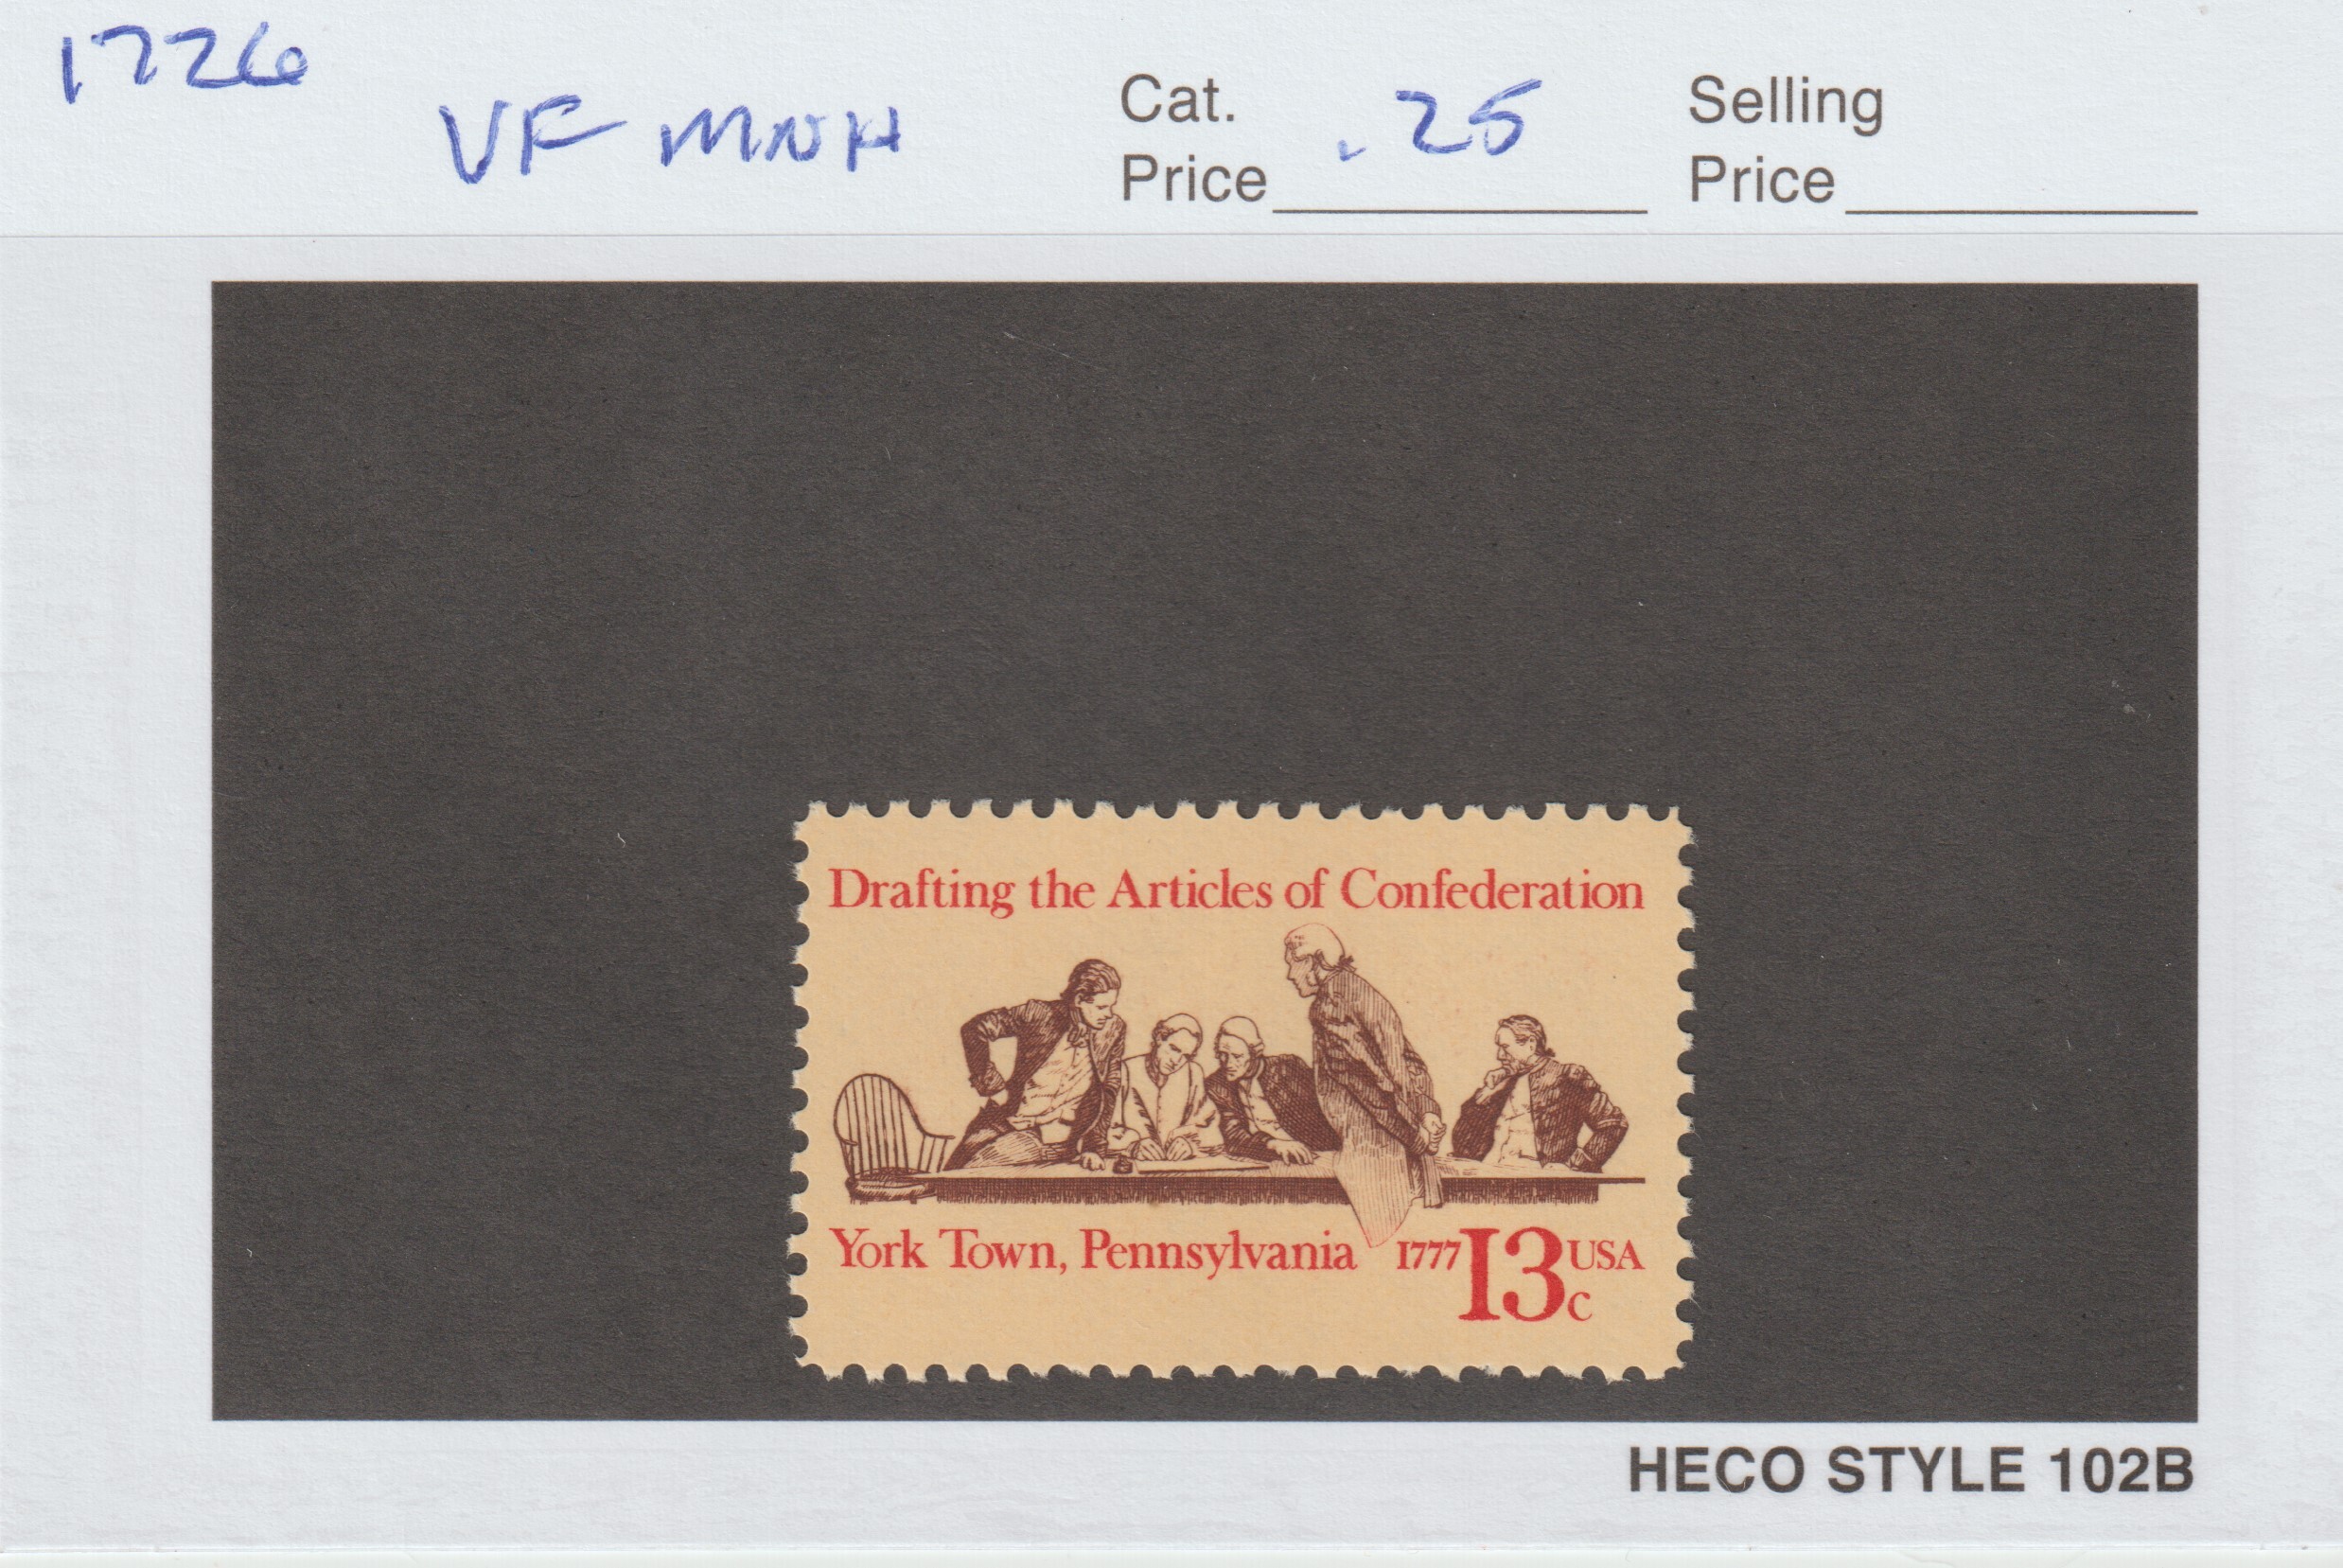 1726
VF MNH
Cat. Price .25
Selling Price
Drafting the Articles of Confederation
York Town, Pennsylvania 1777 13c USA
HECO STYLE 102B